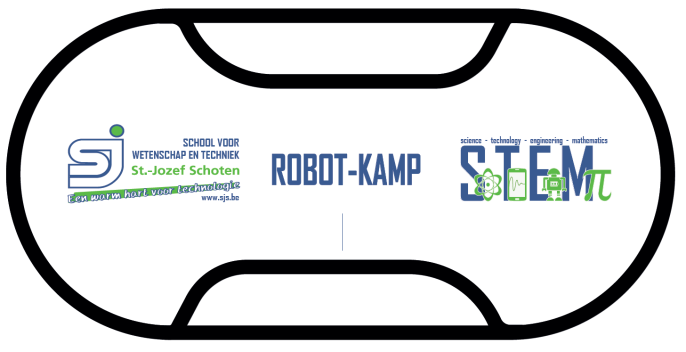 SCHOOL VOOR
WETENSCHAP EN TECHNIEK
St.-Jozef Schoten
Een warm hart voor technologie
www.sjs.be
ROBOT-KAMP
science - technology - engineering - mathematics
STEM π